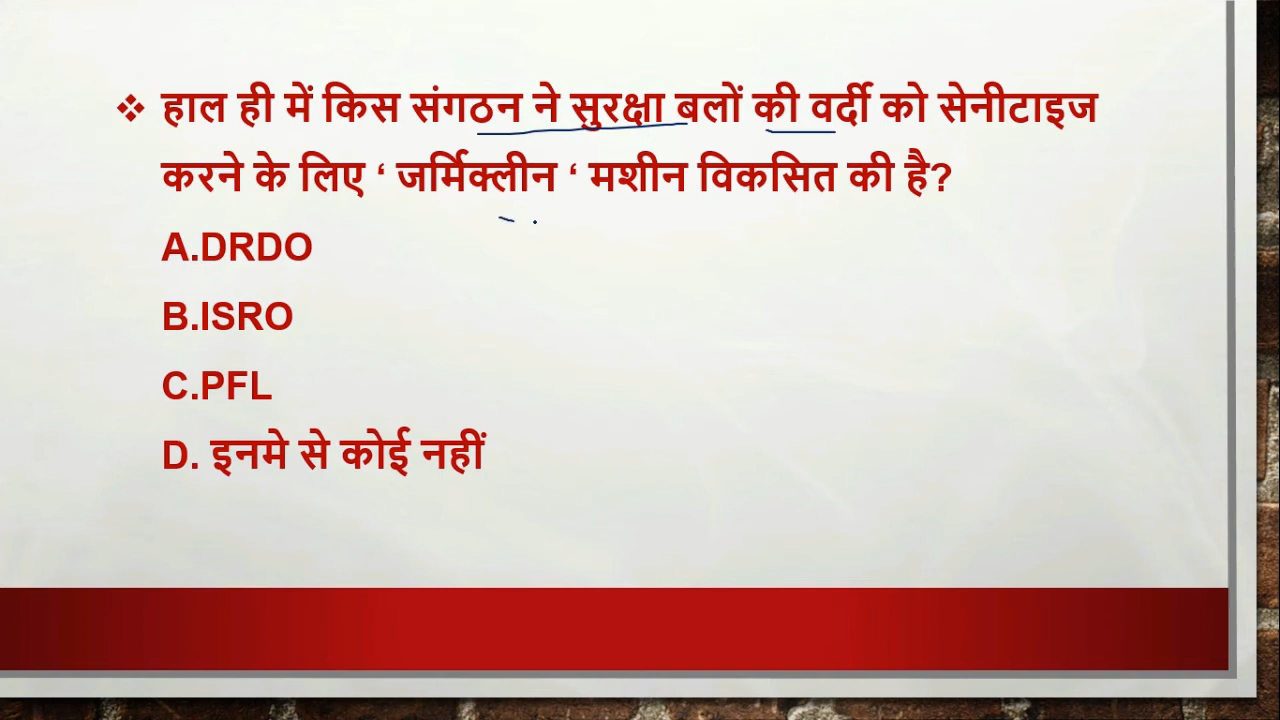 ❖ हाल ही में किस संगठन ने सुरक्षा बलों की वर्दी को सेनीटाइज
करने के लिए ‘ जर्मिक्लीन ‘ मशीन विकसित की है?
A.DRDO
B.ISRO
C.PFL
D. इनमे से कोई नहीं